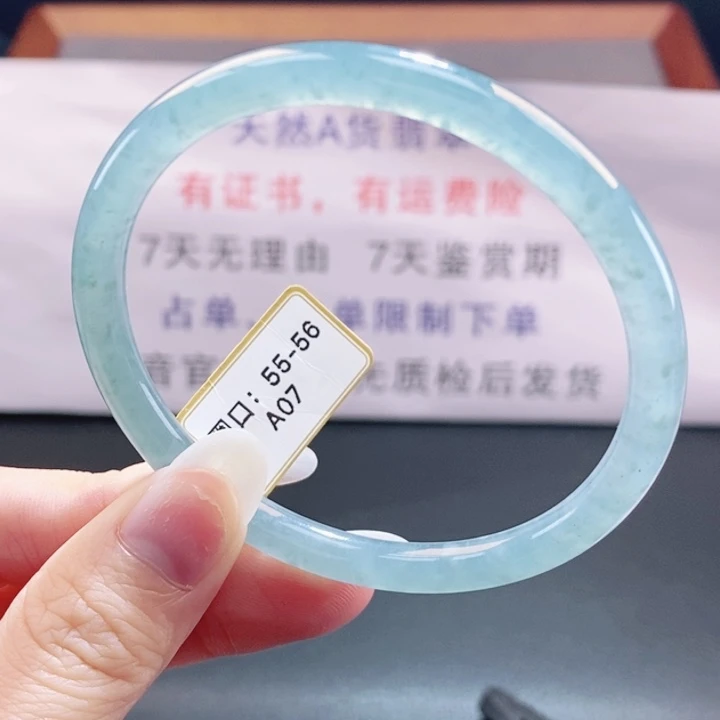 天然A货翡翠
有证书，有运费险
7天无理由 7天鉴赏期
占单，单限制下单
音官 质检后发货
圈口：55-56
A07